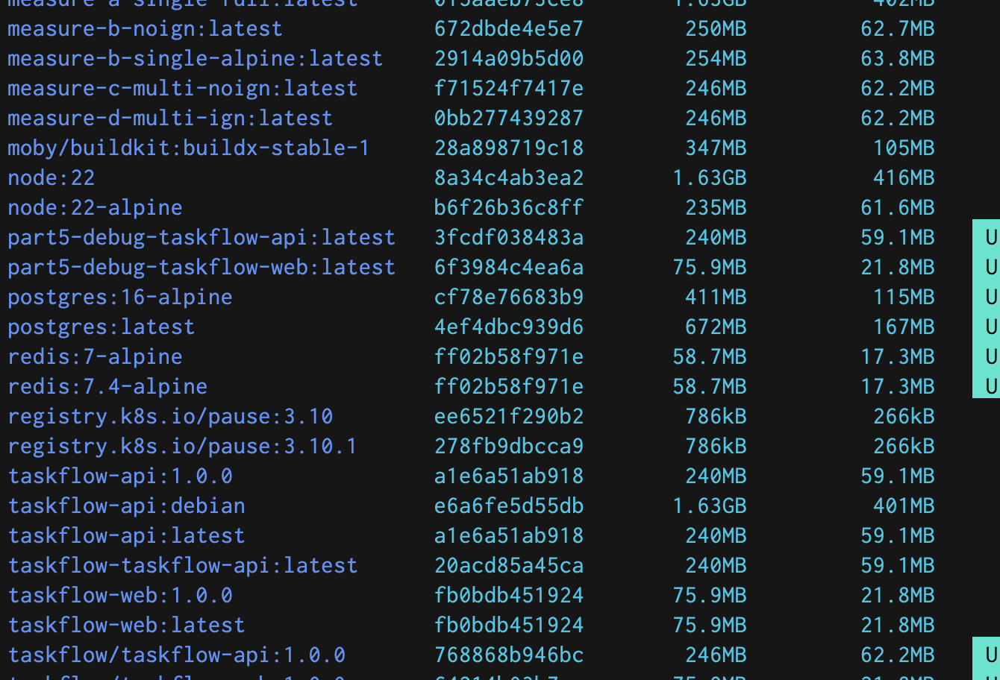 measure-a-single-full:latest 402MB
measure-b-noign:latest 672dbde4e5e7 250MB 62.7MB
measure-b-single-alpine:latest 2914a09b5d00 254MB 63.8MB
measure-c-multi-noign:latest f71524f7417e 246MB 62.2MB
measure-d-multi-ign:latest 0bb277439287 246MB 62.2MB
moby/buildkit:buildx-stable-1 28a898719c18 347MB 105MB
node:22 8a34c4ab3ea2 1.63GB 416MB
node:22-alpine b6f26b36c8ff 235MB 61.6MB
part5-debug-taskflow-api:latest 3fcdf038483a 240MB 59.1MB U
part5-debug-taskflow-web:latest 6f3984c4ea6a 75.9MB 21.8MB U
postgres:16-alpine cf78e76683b9 411MB 115MB U
postgres:latest 4ef4dbc939d6 672MB 167MB U
redis:7-alpine ff02b58f971e 58.7MB 17.3MB U
redis:7.4-alpine ff02b58f971e 58.7MB 17.3MB U
registry.k8s.io/pause:3.10 ee6521f290b2 786kB 266kB
registry.k8s.io/pause:3.10.1 278fb9dbcca9 786kB 266kB
taskflow-api:1.0.0 a1e6a51ab918 240MB 59.1MB
taskflow-api:debian e6a6fe5d55db 1.63GB 401MB
taskflow-api:latest a1e6a51ab918 240MB 59.1MB
taskflow-taskflow-api:latest 20acd85a45ca 240MB 59.1MB
taskflow-web:1.0.0 fb0bdb451924 75.9MB 21.8MB
taskflow-web:latest fb0bdb451924 75.9MB 21.8MB
taskflow/taskflow-api:1.0.0 768868b946bc 246MB 62.2MB U